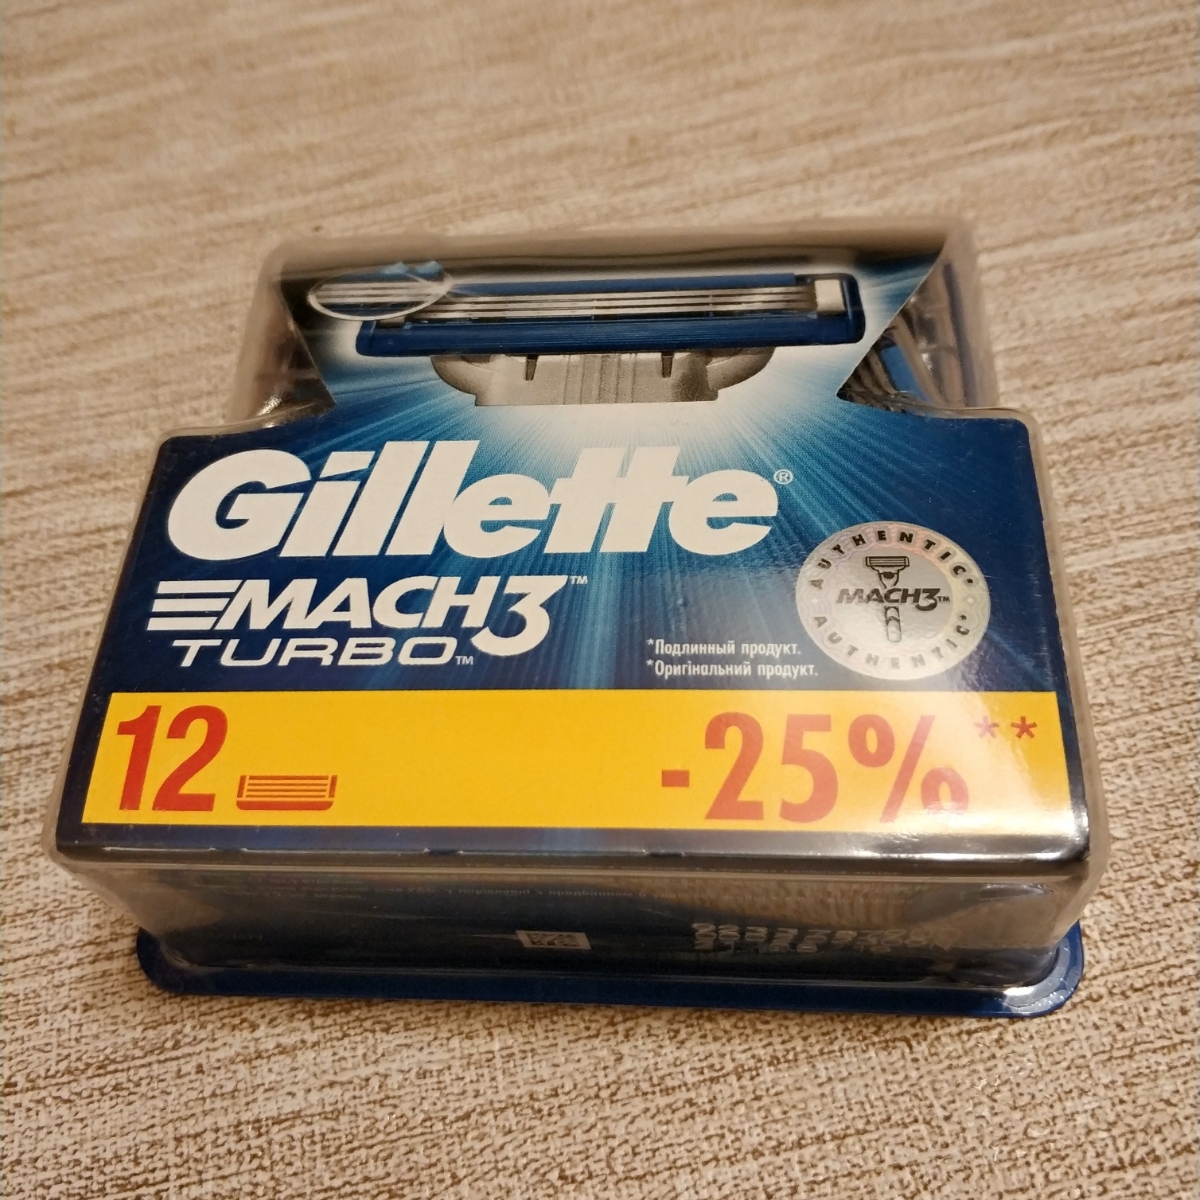 Gillette®
MACH3™
TURBO™
AUTHENTIC*
MACH3™
AUTHENTIC*
*Подлинный продукт.
*Оригінальний продукт.
12
-25%**